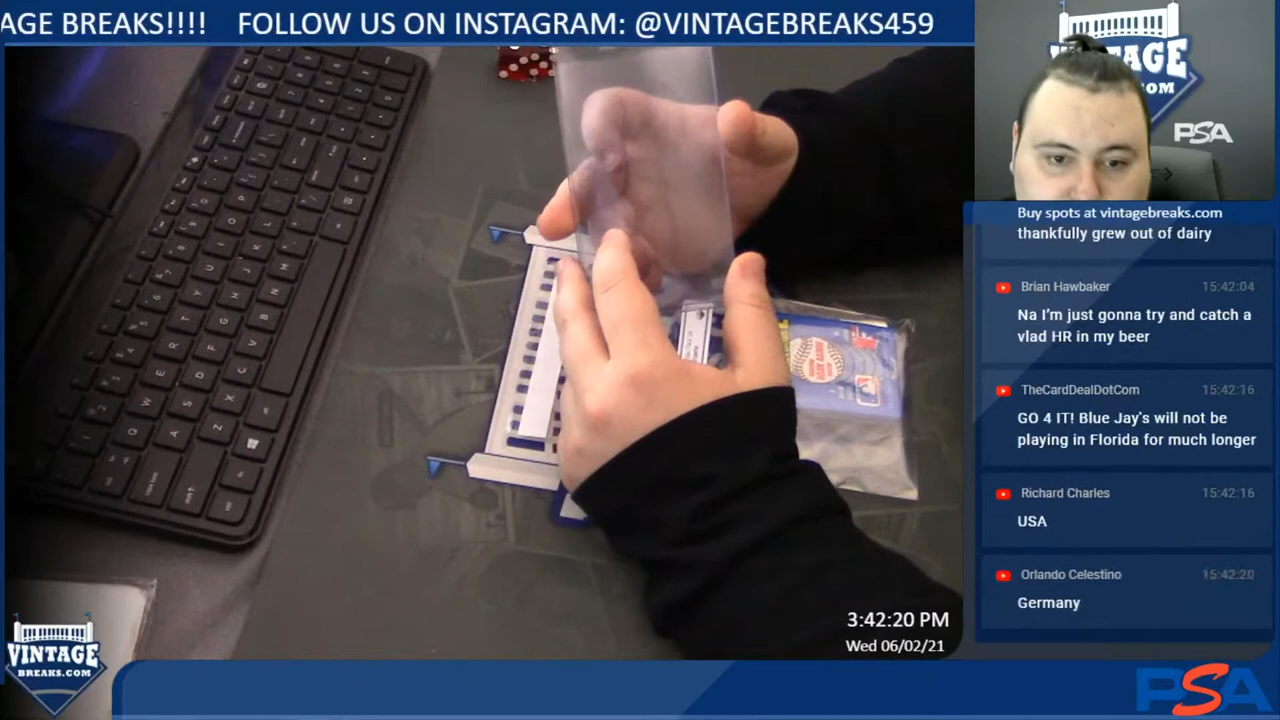 AGE BREAKS!!!! FOLLOW US ON INSTAGRAM: @VINTAGEBREAKS459
VINTAGE
.COM
PSA
Buy spots at vintagebreaks.com
thankfully grew out of dairy
Brian Hawbaker 15:42:04
Na I'm just gonna try and catch a
vlad HR in my beer
TheCardDealDotCom 15:42:16
GO 4 IT! Blue Jay's will not be
playing in Florida for much longer
Richard Charles 15:42:16
USA
Orlando Celestino 15:42:20
Germany
3:42:20 PM
Wed 06/02/21
VINTAGE
BREAKS.COM
PSA